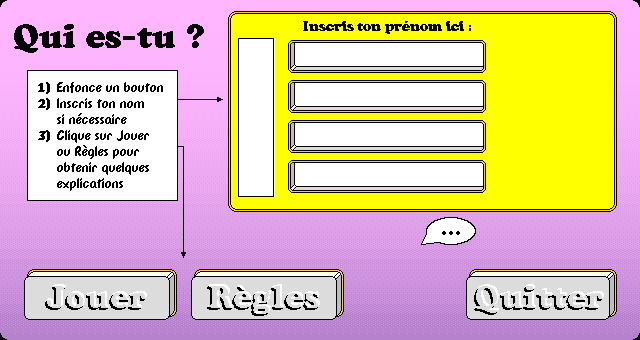 Qui es-tu ?
Inscris ton prénom ici :
1) Enfonce un bouton
2) Inscris ton nom
si nécessaire
3) Clique sur Jouer
ou Règles pour
obtenir quelques
explications
...
Jouer
Règles
Quitter